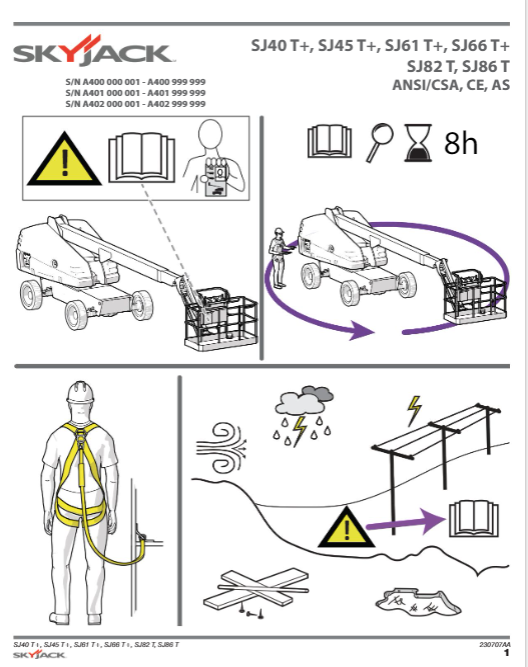 SKYJACK
SJ40 T+, SJ45 T+, SJ61 T+, SJ66 T+
SJ82 T, SJ86 T
ANSI/CSA, CE, AS
S/N A400 000 001 - A400 999 999
S/N A401 000 001 - A401 999 999
S/N A402 000 001 - A402 999 999
!
8h
!
SJ40 T+, SJ45 T+, SJ61 T+, SJ66 T+, SJ82 T, SJ86 T
230707AA
SKYJACK
1